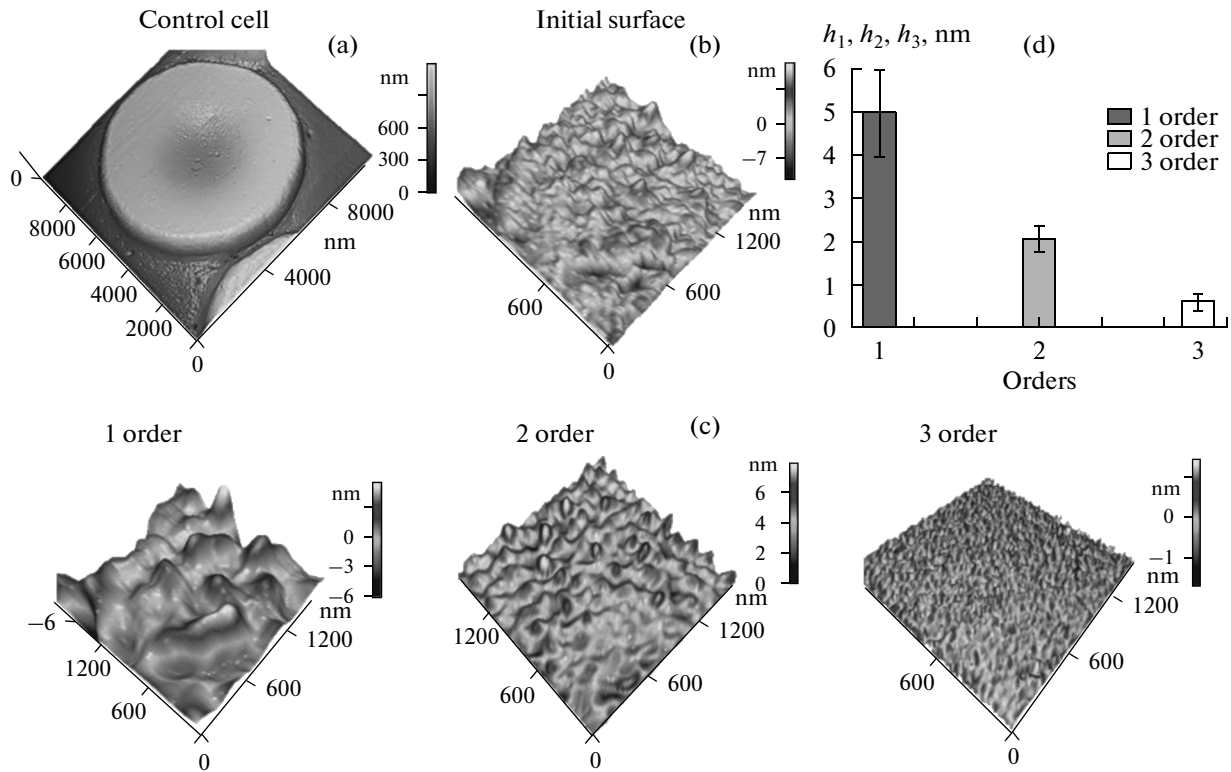 Control cell
(a)
nm
600
300
0
0
8000
6000
4000
2000
0
4000
8000
nm
Initial surface
(b)
nm
0
−7
nm
1200
600
600
0
h₁, h₂, h₃, nm
(d)
6
5
4
3
2
1
0
1 order
2 order
3 order
1
2
3
Orders
1 order
nm
0
−3
−6
−6
nm
1200
1200
600
600
0
2 order
(c)
nm
6
4
2
0
nm
1200
1200
600
600
0
3 order
nm
0
−1
nm
1200
600
600
0